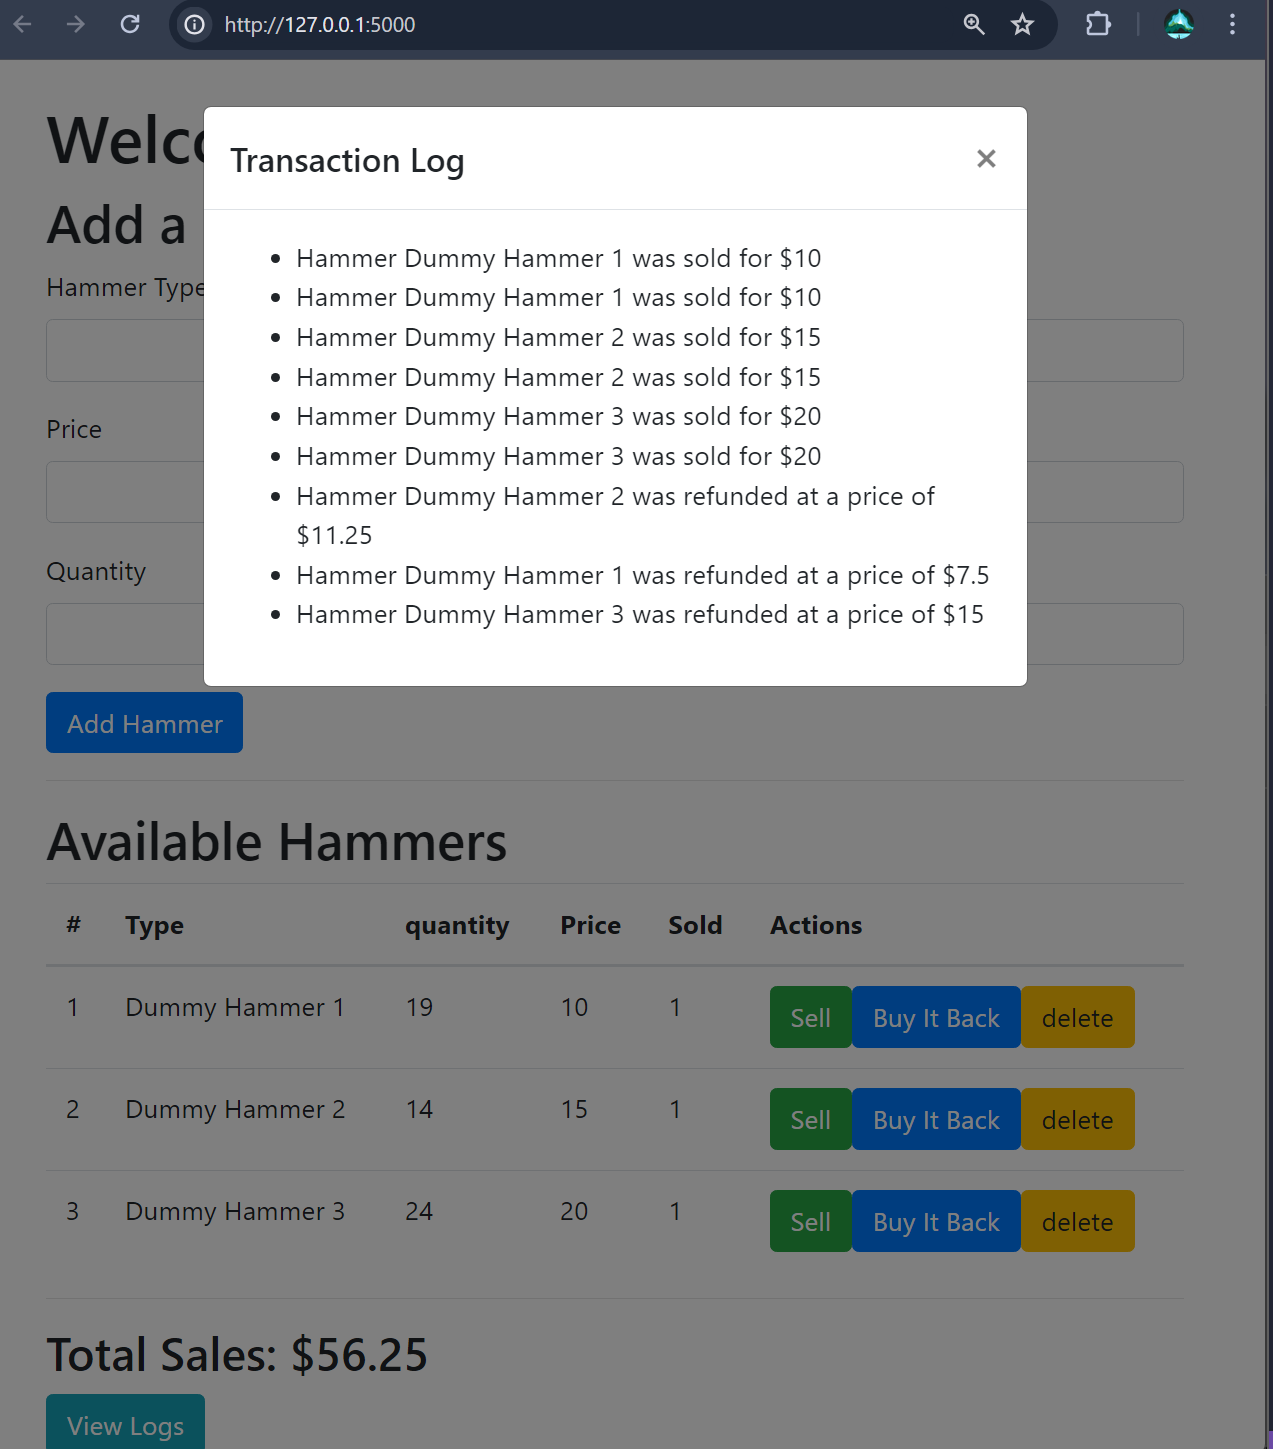 http://127.0.0.1:5000
Welco
Add a
Hammer Type
Price
Quantity
Add Hammer
Transaction Log
×
• Hammer Dummy Hammer 1 was sold for $10
• Hammer Dummy Hammer 1 was sold for $10
• Hammer Dummy Hammer 2 was sold for $15
• Hammer Dummy Hammer 2 was sold for $15
• Hammer Dummy Hammer 3 was sold for $20
• Hammer Dummy Hammer 3 was sold for $20
• Hammer Dummy Hammer 2 was refunded at a price of
$11.25
• Hammer Dummy Hammer 1 was refunded at a price of $7.5
• Hammer Dummy Hammer 3 was refunded at a price of $15
Available Hammers
# Type quantity Price Sold Actions
1 Dummy Hammer 1 19 10 1 Sell Buy It Back delete
2 Dummy Hammer 2 14 15 1 Sell Buy It Back delete
3 Dummy Hammer 3 24 20 1 Sell Buy It Back delete
Total Sales: $56.25
View Logs